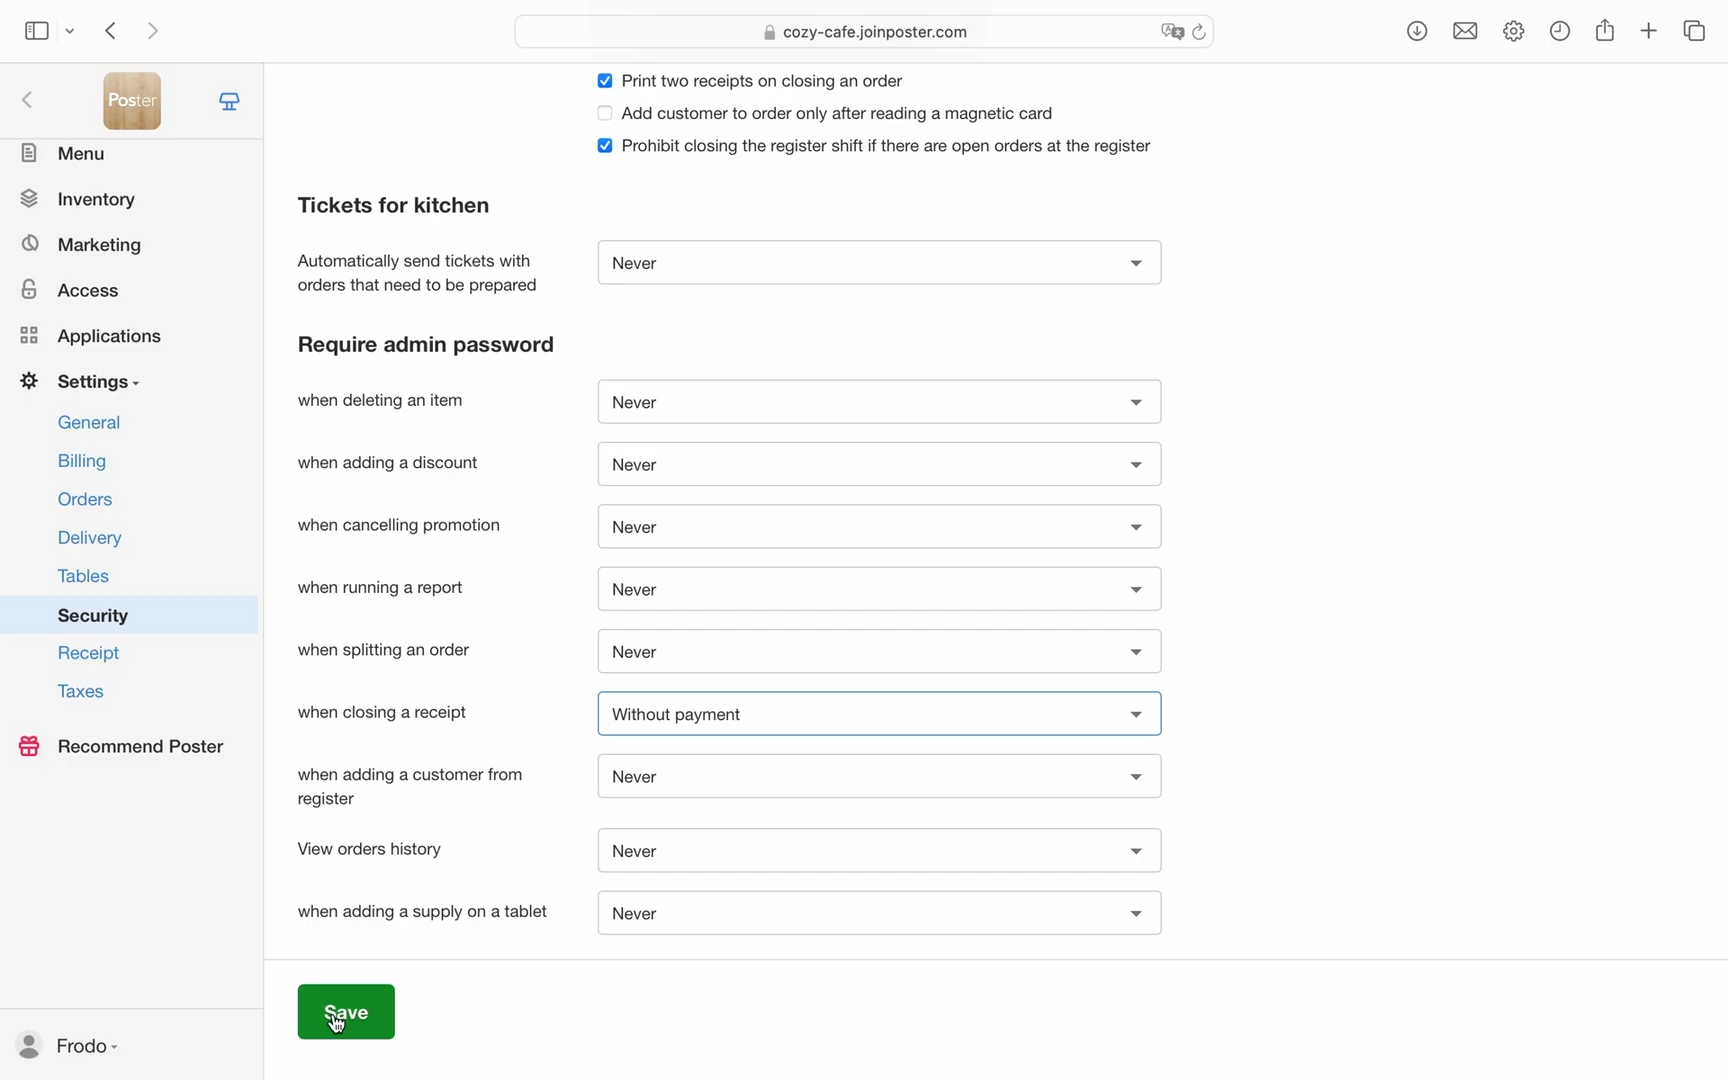 cozy-cafe.joinposter.com
Poster
Menu
Inventory
Marketing
Access
Applications
Settings
General
Billing
Orders
Delivery
Tables
Security
Receipt
Taxes
Recommend Poster
Frodo
Print two receipts on closing an order
Add customer to order only after reading a magnetic card
Prohibit closing the register shift if there are open orders at the register
Tickets for kitchen
Automatically send tickets with
orders that need to be prepared
Never
Require admin password
when deleting an item
Never
when adding a discount
Never
when cancelling promotion
Never
when running a report
Never
when splitting an order
Never
when closing a receipt
Without payment
when adding a customer from
register
Never
View orders history
Never
when adding a supply on a tablet
Never
Save